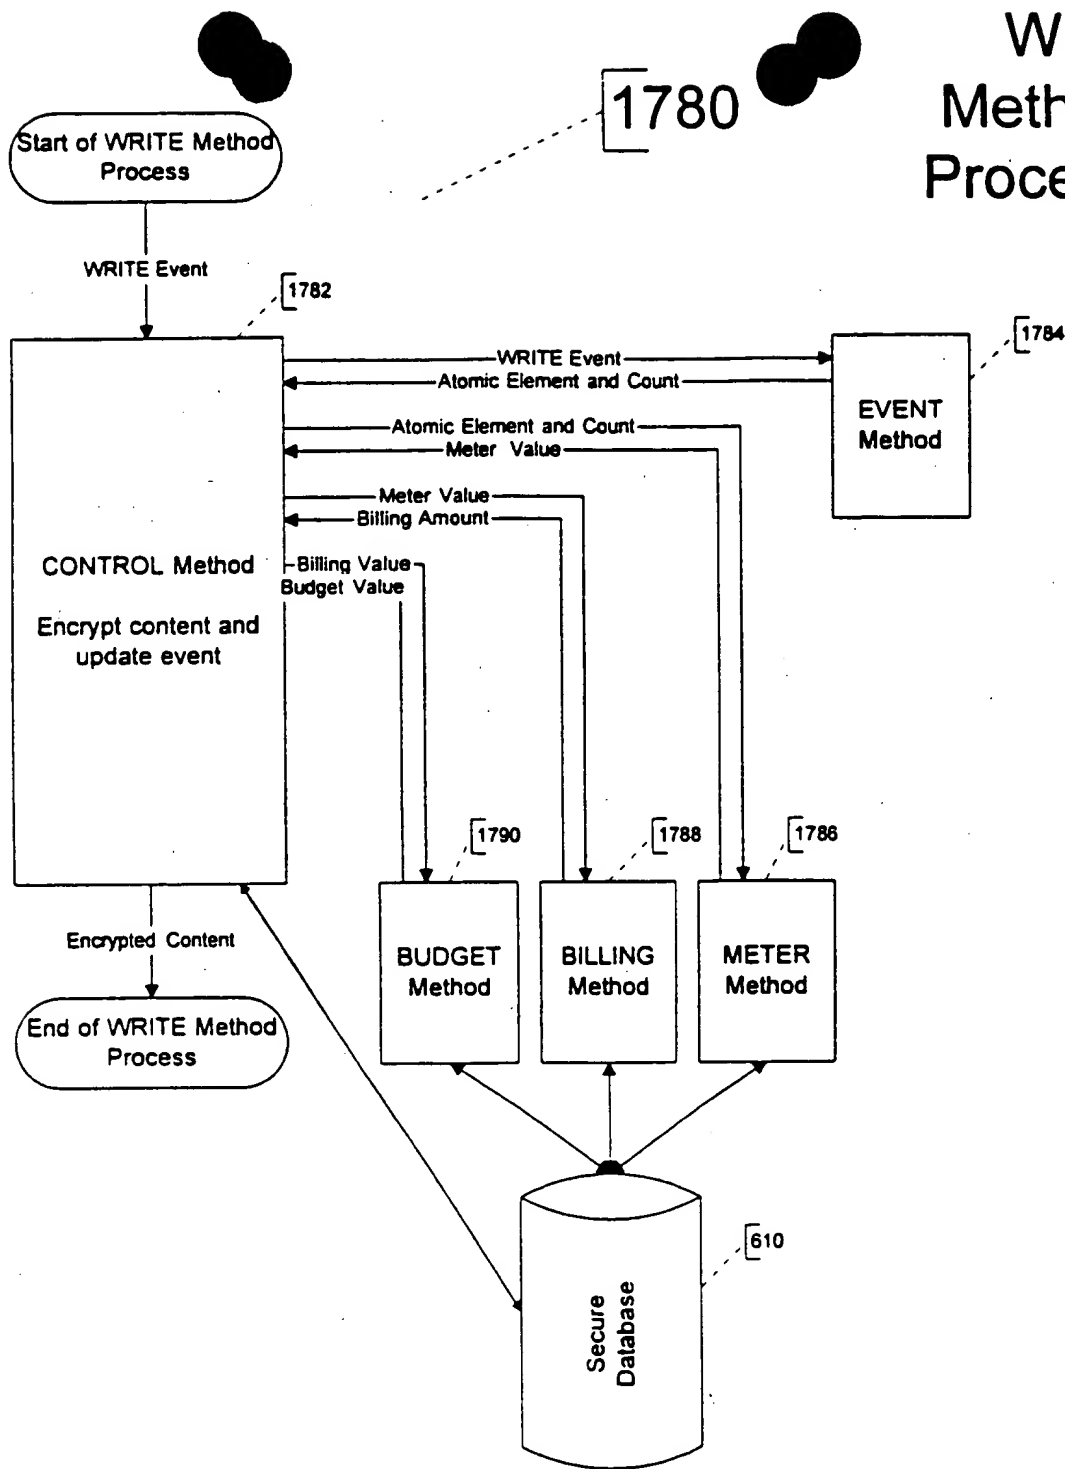 W
Meth
Proce
1780
Start of WRITE Method
Process
WRITE Event
1782
1784
WRITE Event
Atomic Element and Count
EVENT
Method
Atomic Element and Count
Meter Value
Meter Value
Billing Amount
CONTROL Method
Encrypt content and
update event
Billing Value
Budget Value
1790
1788
1786
Encrypted Content
BUDGET
Method
BILLING
Method
METER
Method
End of WRITE Method
Process
610
Secure
Database